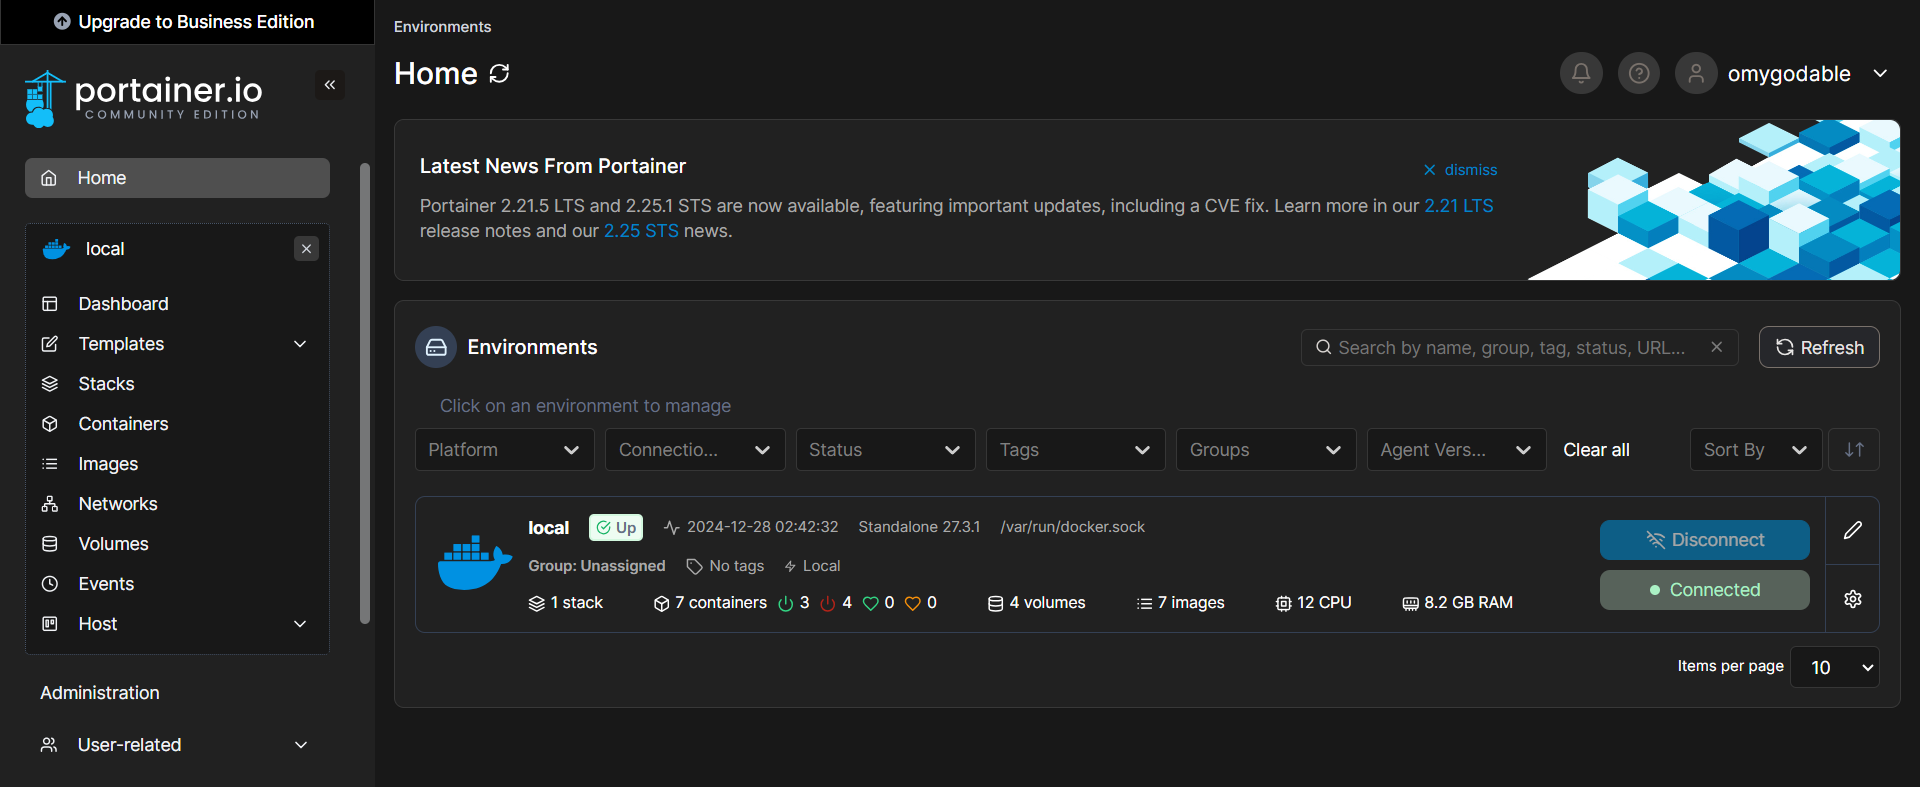 Upgrade to Business Edition
portainer.io
COMMUNITY EDITION
Home
local
Dashboard
Templates
Stacks
Containers
Images
Networks
Volumes
Events
Host
Administration
User-related
Environments
Home
omygodable
Latest News From Portainer
dismiss
Portainer 2.21.5 LTS and 2.25.1 STS are now available, featuring important updates, including a CVE fix. Learn more in our 2.21 LTS
release notes and our 2.25 STS news.
Environments
Search by name, group, tag, status, URL...
Refresh
Click on an environment to manage
Platform
Connectio...
Status
Tags
Groups
Agent Vers...
Clear all
Sort By
local Up 2024-12-28 02:42:32 Standalone 27.3.1 /var/run/docker.sock
Group: Unassigned No tags Local
1 stack 7 containers 3 4 0 0 4 volumes 7 images 12 CPU 8.2 GB RAM
Disconnect
Connected
Items per page 10